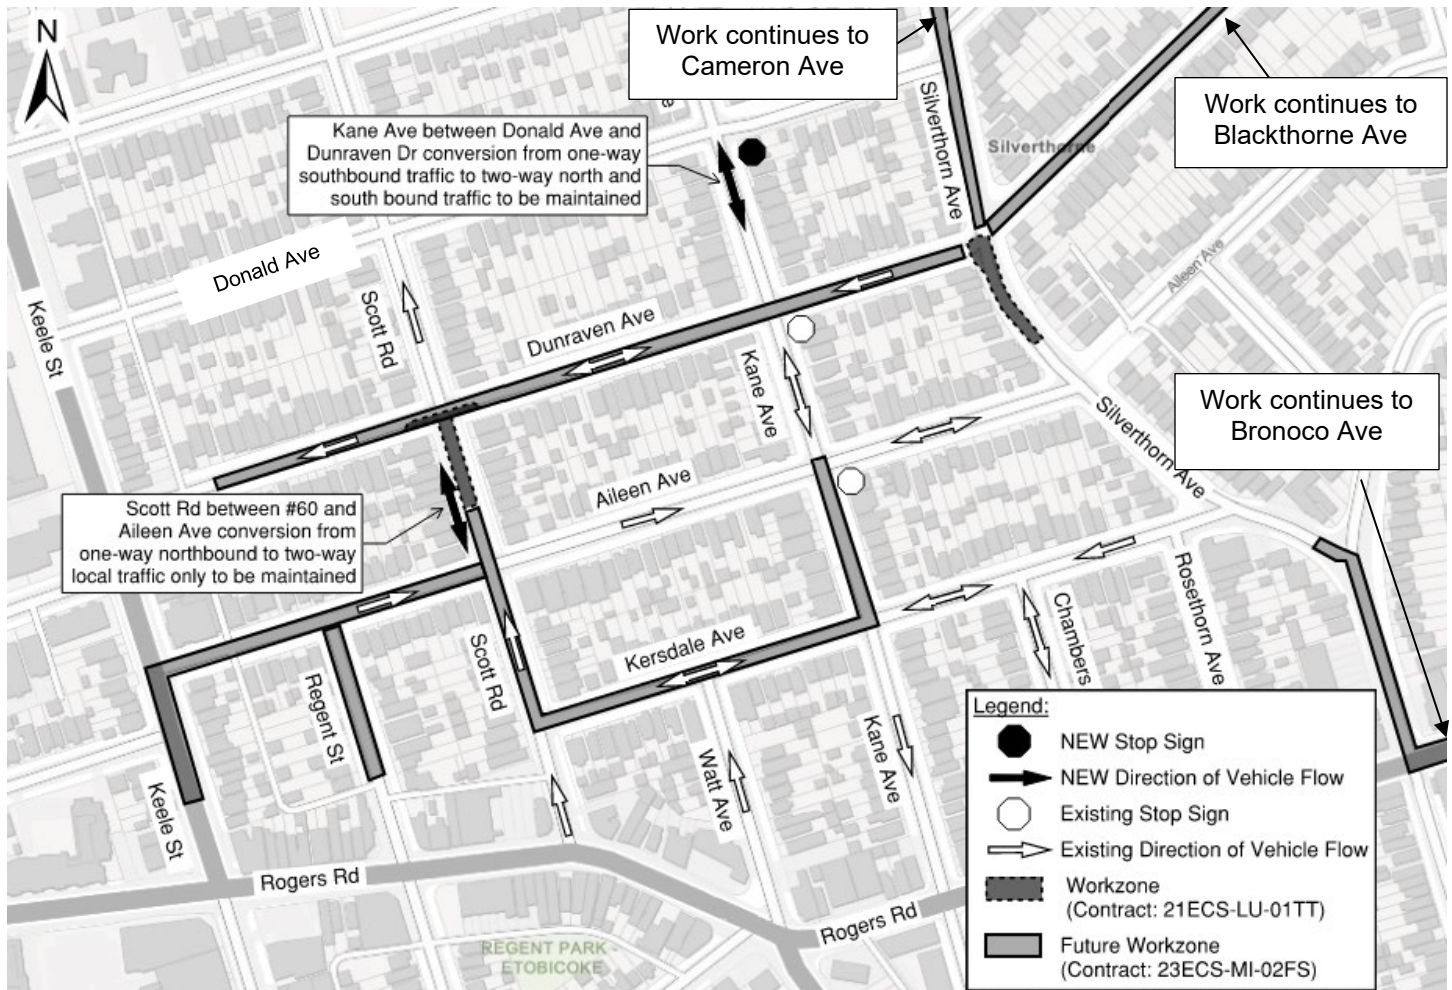 N
Work continues to
Cameron Ave
Work continues to
Blackthorne Ave
Kane Ave between Donald Ave and
Dunraven Dr conversion from one-way
southbound traffic to two-way north and
south bound traffic to be maintained
Silverthorn Ave
Silverthorne
Donald Ave
Aileen Ave
Keele St
Scott Rd
Dunraven Ave
Kane Ave
Work continues to
Bronoco Ave
Silverthorn Ave
Aileen Ave
Scott Rd between #60 and
Aileen Ave conversion from
one-way northbound to two-way
local traffic only to be maintained
Rosethorn Ave
Chambers
Kersdale Ave
Scott Rd
Regent St
Kane Ave
Watt Ave
Keele St
Rogers Rd
Rogers Rd
REGENT PARK -
ETOBICOKE
Legend:
NEW Stop Sign
NEW Direction of Vehicle Flow
Existing Stop Sign
Existing Direction of Vehicle Flow
Workzone
(Contract: 21ECS-LU-01TT)
Future Workzone
(Contract: 23ECS-MI-02FS)